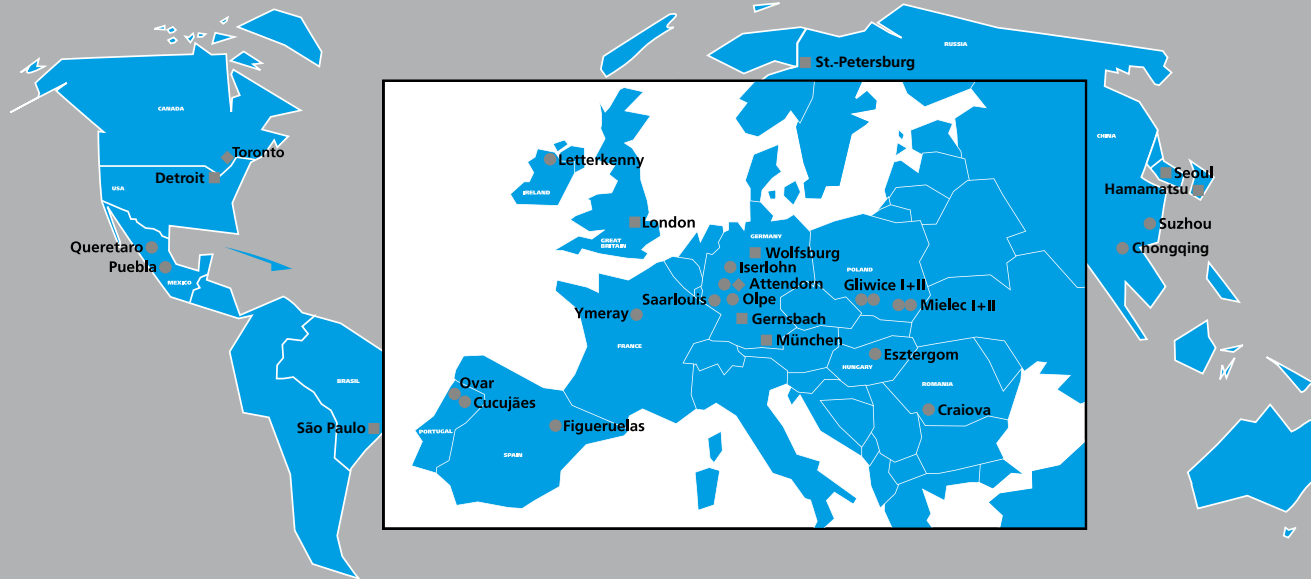 RUSSIA
St.-Petersburg
CANADA
CHINA
Toronto
Detroit
USA
Letterkenny
IRELAND
Seoul
Hamamatsu
London
GREAT
BRITAIN
GERMANY
Suzhou
Queretaro
Puebla
MEXICO
Wolfsburg
Chongqing
Iserlohn
POLAND
Attendorn
Gliwice I+II
Saarlouis
Olpe
Mielec I+II
Ymeray
Gernsbach
München
FRANCE
Esztergom
HUNGARY
BRASIL
Ovar
Cucujães
ROMANIA
Craiova
São Paulo
PORTUGAL
Figueruelas
SPAIN